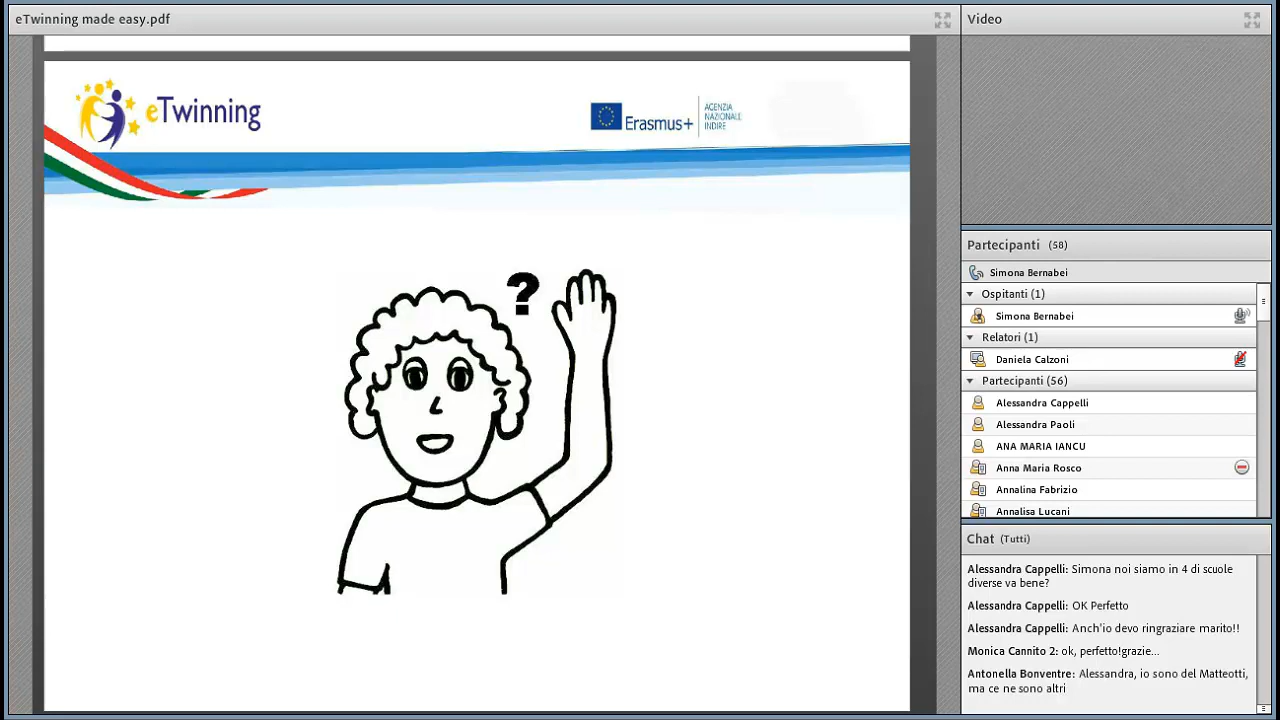 eTwinning made easy.pdf
eTwinning
Erasmus+
AGENZIA
NAZIONALE
INDIRE
?
Video
Partecipanti (58)
Simona Bernabei
Ospitanti (1)
Simona Bernabei
Relatori (1)
Daniela Calzoni
Partecipanti (56)
Alessandra Cappelli
Alessandra Paoli
ANA MARIA IANCU
Anna Maria Rosco
Annalina Fabrizio
Annalisa Lucani
Chat (Tutti)
Alessandra Cappelli: Simona noi siamo in 4 di scuole
diverse va bene?
Alessandra Cappelli: OK Perfetto
Alessandra Cappelli: Anch'io devo ringraziare marito!!
Monica Cannito 2: ok, perfetto!grazie...
Antonella Bonventre: Alessandra, io sono del Matteotti,
ma ce ne sono altri